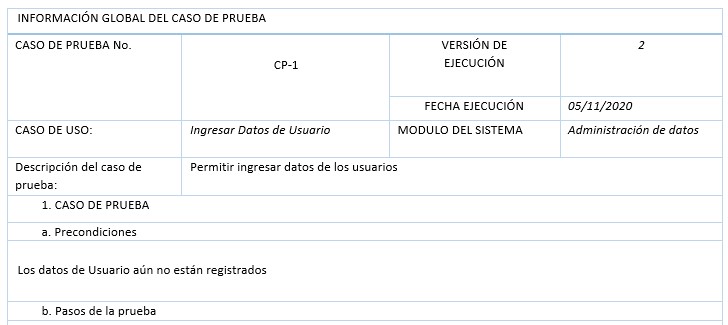 INFORMACIÓN GLOBAL DEL CASO DE PRUEBA
CASO DE PRUEBA No.
CP-1
VERSIÓN DE
EJECUCIÓN
2
FECHA EJECUCIÓN
05/11/2020
CASO DE USO:
Ingresar Datos de Usuario
MODULO DEL SISTEMA
Administración de datos
Descripción del caso de
prueba:
Permitir ingresar datos de los usuarios
1. CASO DE PRUEBA
a. Precondiciones
Los datos de Usuario aún no están registrados
b. Pasos de la prueba